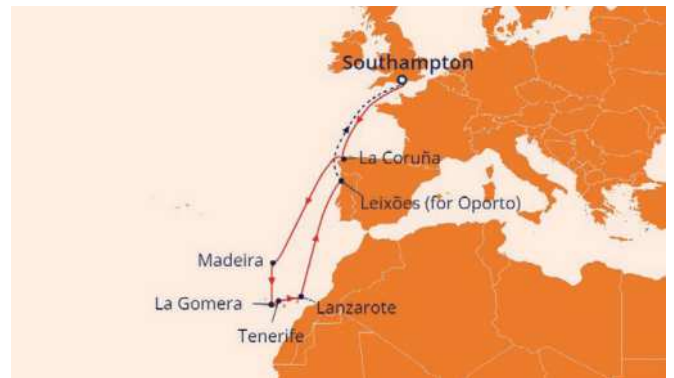 Southampton
La Coruña
Leixões (for Oporto)
Madeira
La Gomera
Lanzarote
Tenerife